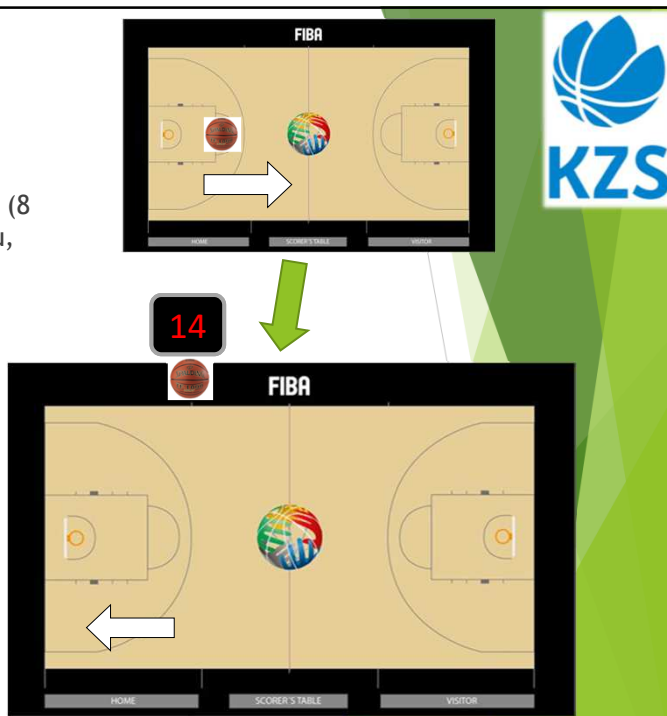 FIBA
KZS
(8
u,
HOME
SCORER'S TABLE
VISITOR
14
FIBA
HOME
SCORER'S TABLE
VISITOR